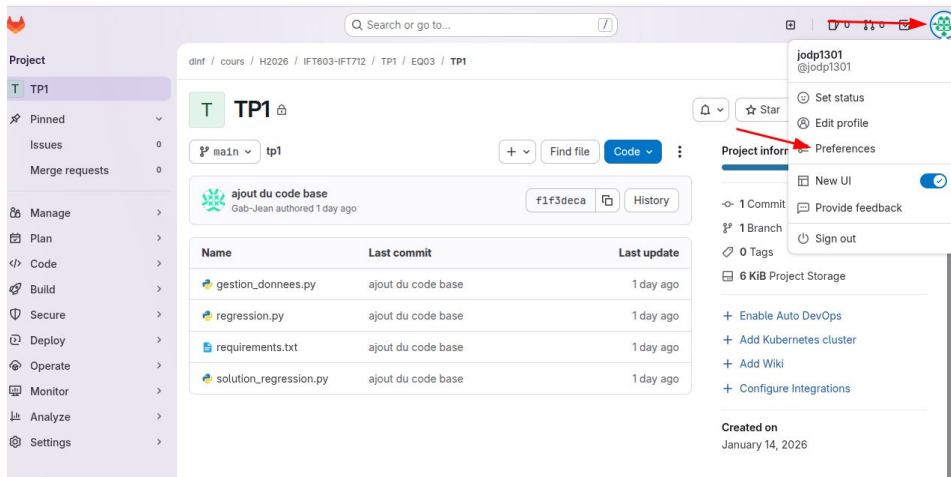 Search or go to...
/
0
0
Project
T TP1
Pinned
Issues 0
Merge requests 0
Manage
Plan
Code
Build
Secure
Deploy
Operate
Monitor
Analyze
Settings
dinf / cours / H2026 / IFT603-IFT712 / TP1 / EQ03 / TP1
T TP1
Star
main
tp1
Find file
Code
ajout du code base
Gab-Jean authored 1 day ago
f1f3deca
History
Name Last commit Last update
gestion_donnees.py ajout du code base 1 day ago
regression.py ajout du code base 1 day ago
requirements.txt ajout du code base 1 day ago
solution_regression.py ajout du code base 1 day ago
Project inform
1 Commit
1 Branch
0 Tags
6 KiB Project Storage
+ Enable Auto DevOps
+ Add Kubernetes cluster
+ Add Wiki
+ Configure Integrations
Created on
January 14, 2026
jodp1301
@jodp1301
Set status
Edit profile
Preferences
New UI
Provide feedback
Sign out